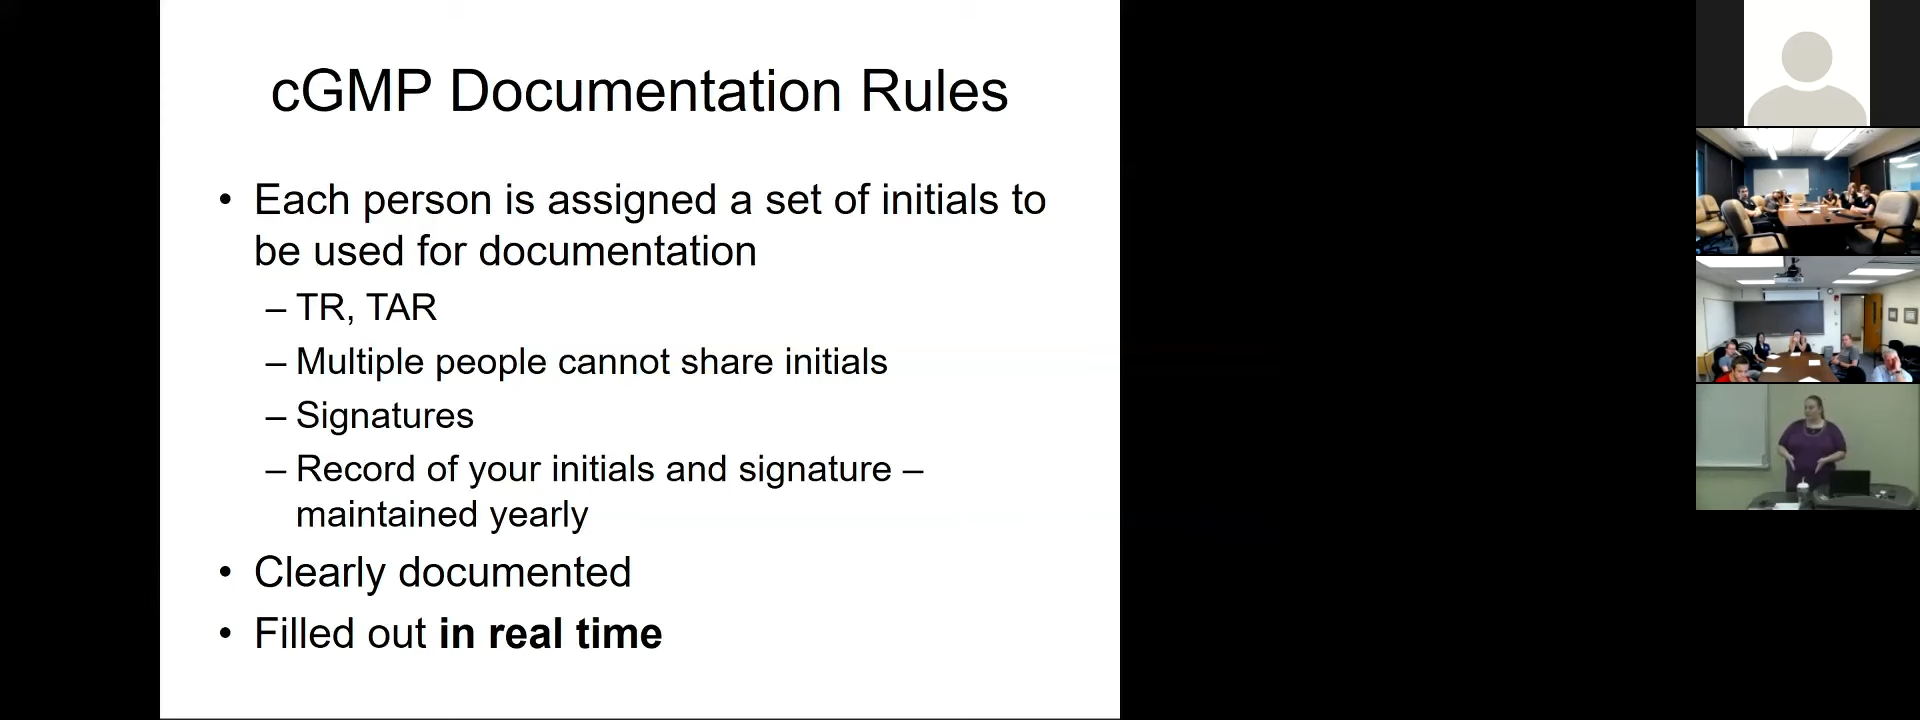 cGMP Documentation Rules
• Each person is assigned a set of initials to
be used for documentation
– TR, TAR
– Multiple people cannot share initials
– Signatures
– Record of your initials and signature –
maintained yearly
• Clearly documented
• Filled out in real time